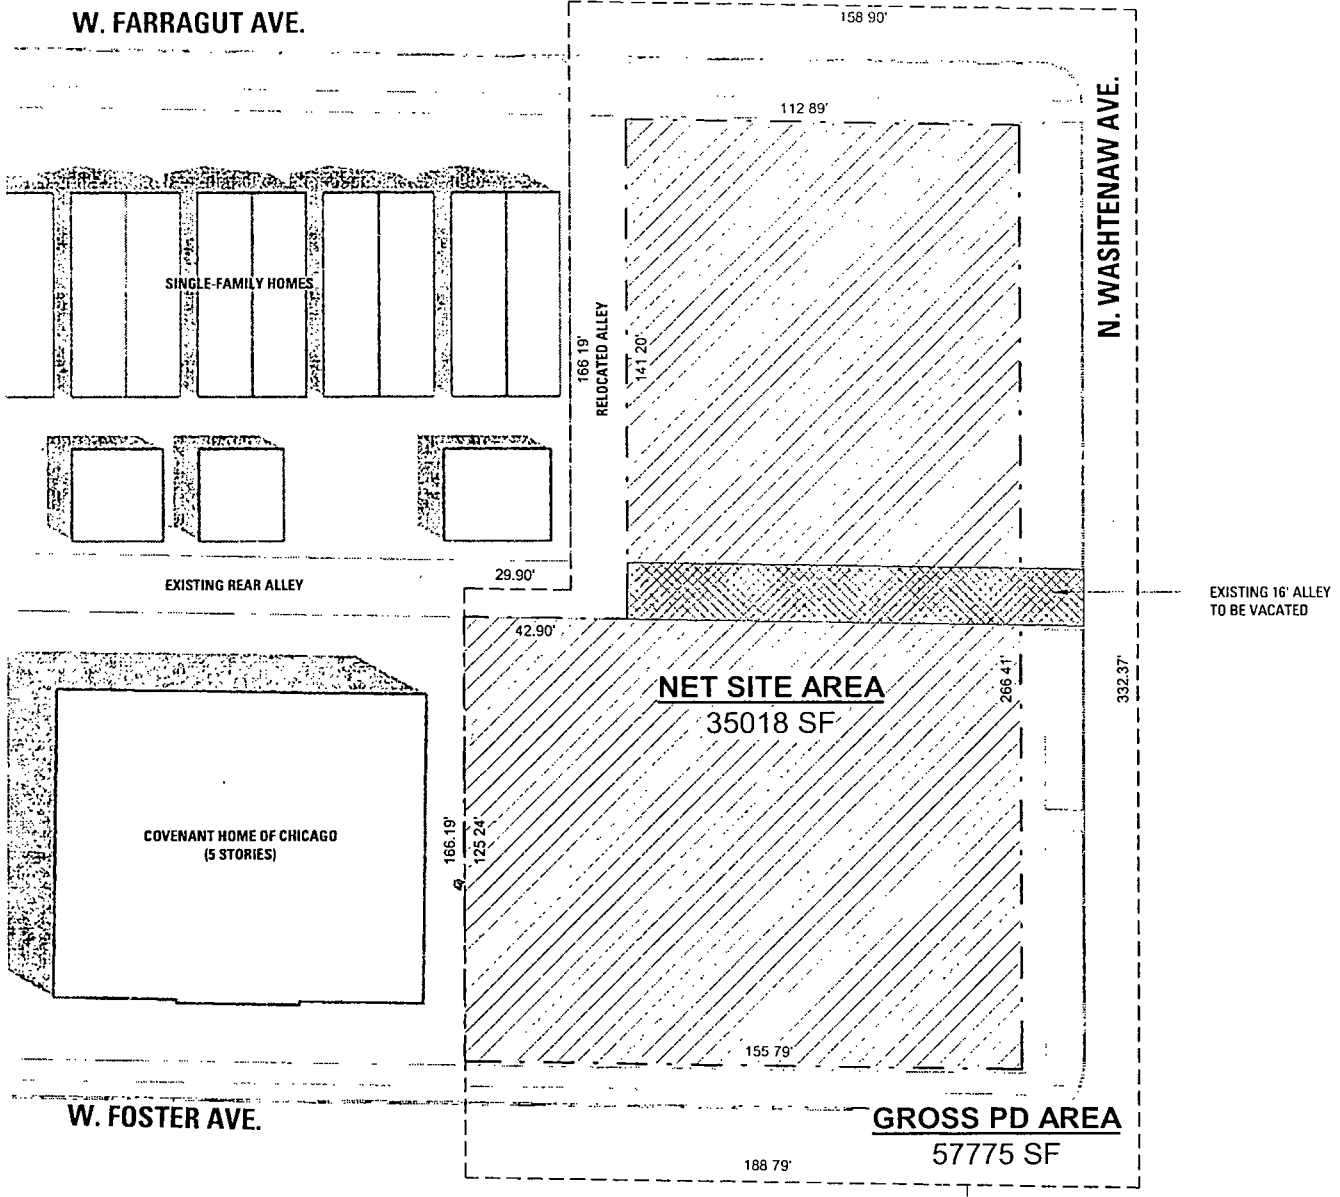 W. FARRAGUT AVE.
158 90'
112 89'
N. WASHTENAW AVE.
SINGLE-FAMILY HOMES
166 19'
RELOCATED ALLEY
141 20'
29.90'
EXISTING REAR ALLEY
EXISTING 16' ALLEY
TO BE VACATED
42.90'
NET SITE AREA
35018 SF
266 41'
332.37'
COVENANT HOME OF CHICAGO
(5 STORIES)
166.19'
125 24'
155 79'
W. FOSTER AVE.
GROSS PD AREA
57775 SF
188 79'